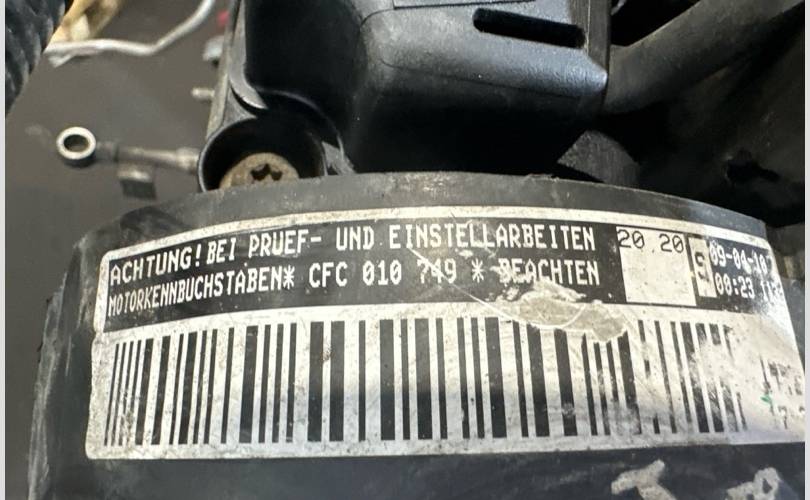 ACHTUNG! BEI PRUEF- UND EINSTELLARBEITEN
MOTORKENNBUCHSTABEN* CFC 010 749 * BEACHTEN
20.20
S
09-04-10
00:23